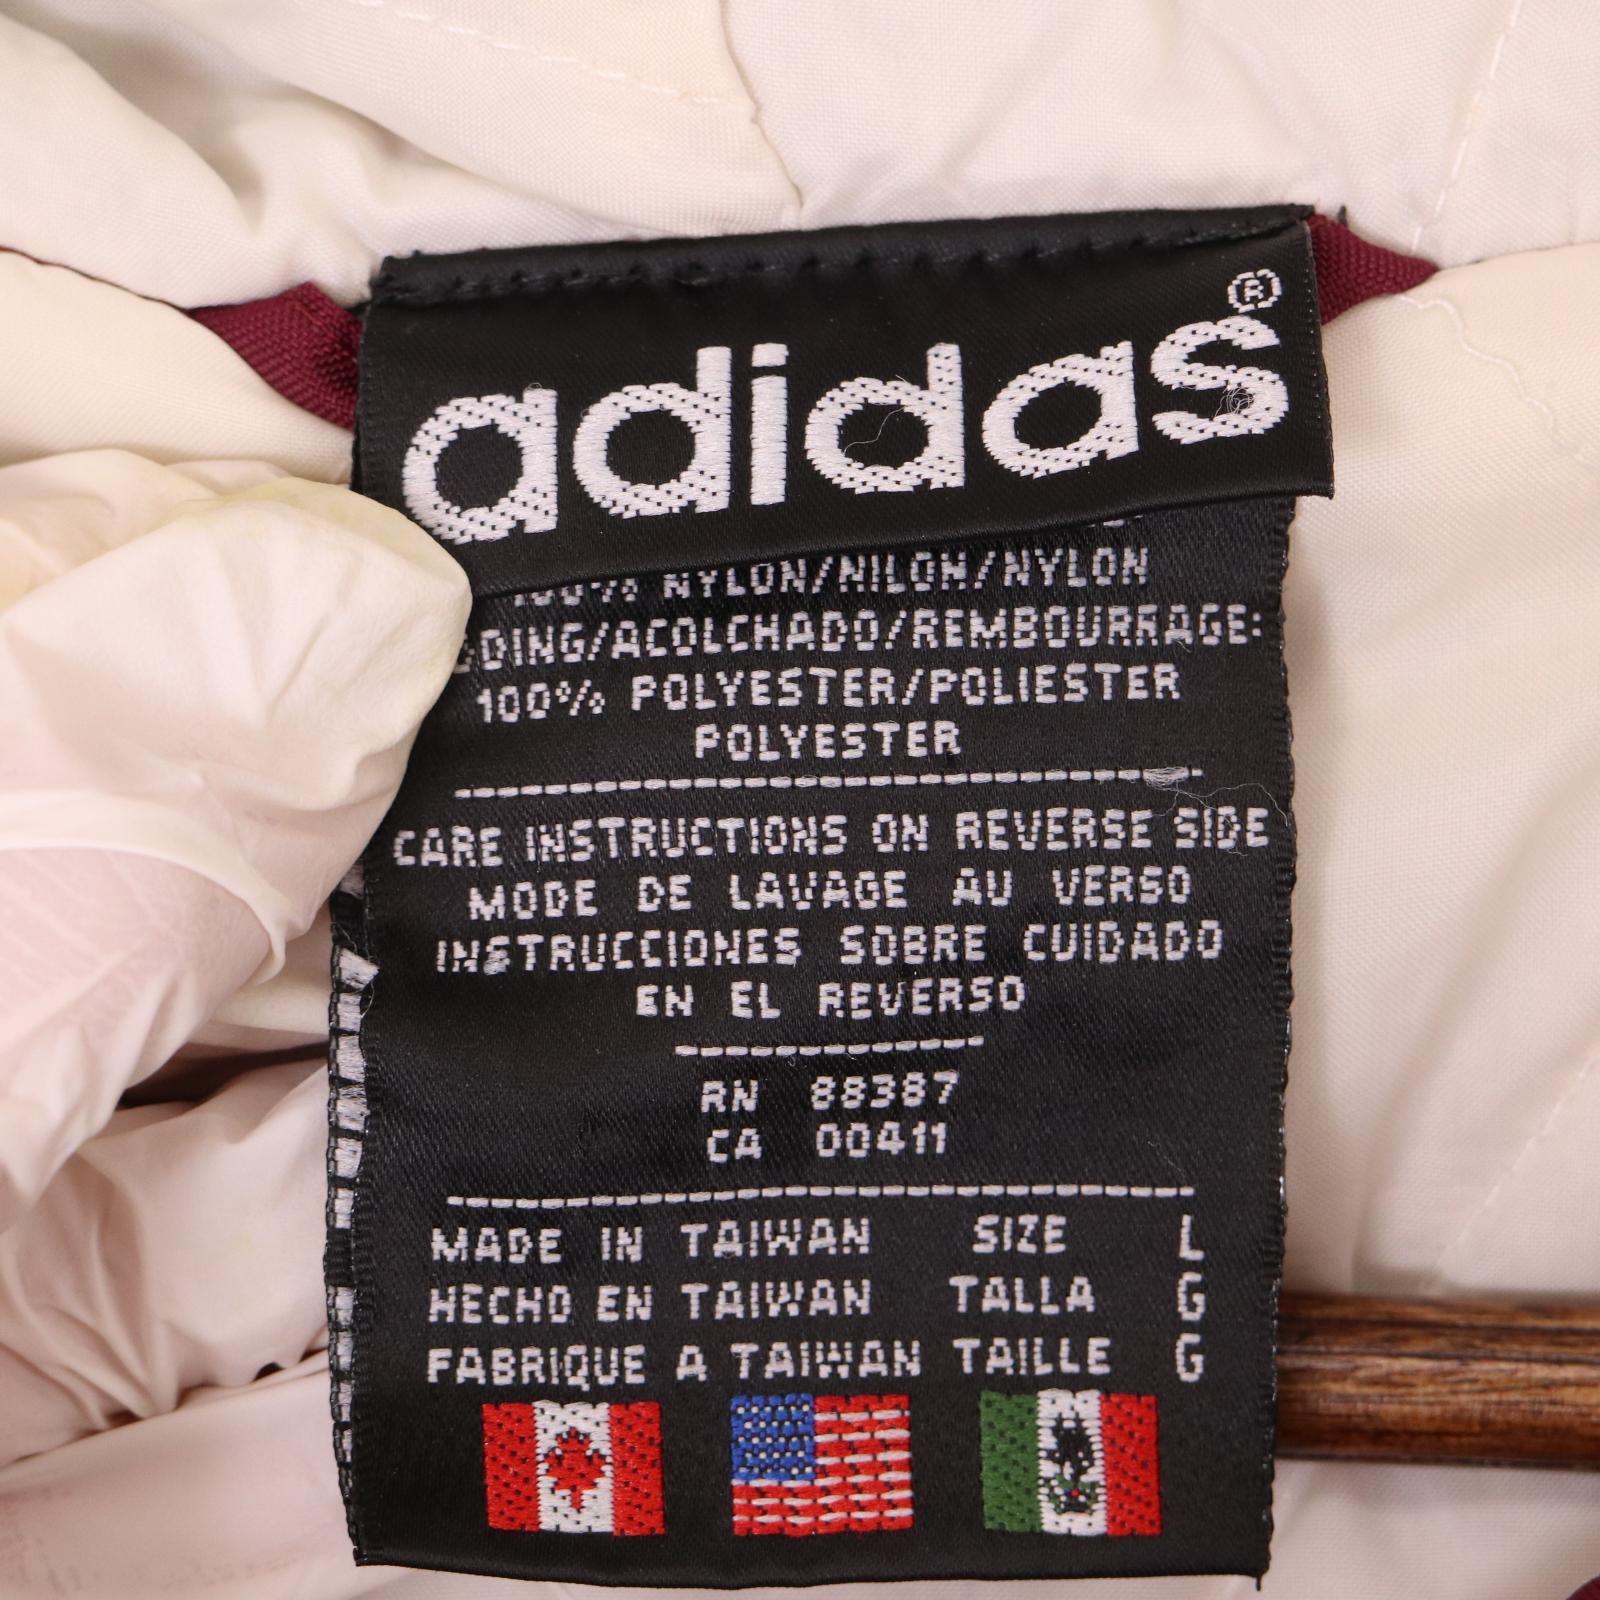 adidas®
100% NYLON/NILON/NYLON
DING/ACOLCHADO/REMBOURRAGE:
100% POLYESTER/POLIESTER
POLYESTER
CARE INSTRUCTIONS ON REVERSE SIDE
MODE DE LAVAGE AU VERSO
INSTRUCCIONES SOBRE CUIDADO
EN EL REVERSO
RN 88387
CA 00411
MADE IN TAIWAN SIZE L
HECHO EN TAIWAN TALLA G
FABRIQUE A TAIWAN TAILLE G